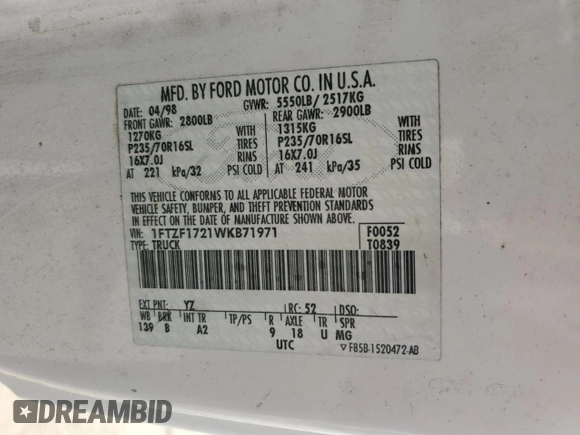 MFD. BY FORD MOTOR CO. IN U.S.A.
DATE: 04/98 GVWR: 5550LB/ 2517KG
FRONT GAWR: 2800LB REAR GAWR: 2900LB
1270KG WITH 1315KG WITH
P235/70R16SL TIRES P235/70R16SL TIRES
16X7.0J RIMS 16X7.0J RIMS
AT 221 kPa/32 PSI COLD AT 241 kPa/35 PSI COLD
THIS VEHICLE CONFORMS TO ALL APPLICABLE FEDERAL MOTOR
VEHICLE SAFETY, BUMPER, AND THEFT PREVENTION STANDARDS
IN EFFECT ON THE DATE OF MANUFACTURE SHOWN ABOVE.
VIN: 1FTZF1721WKB71971 F0052
TYPE: TRUCK T0839
EXT PNT: YZ RC: 52 DSO:
WB BRK INT TR TP/PS R AXLE TR SPR
139 B A2 9 18 U MG
UTC F85B-1520472-AB
DREAMBID